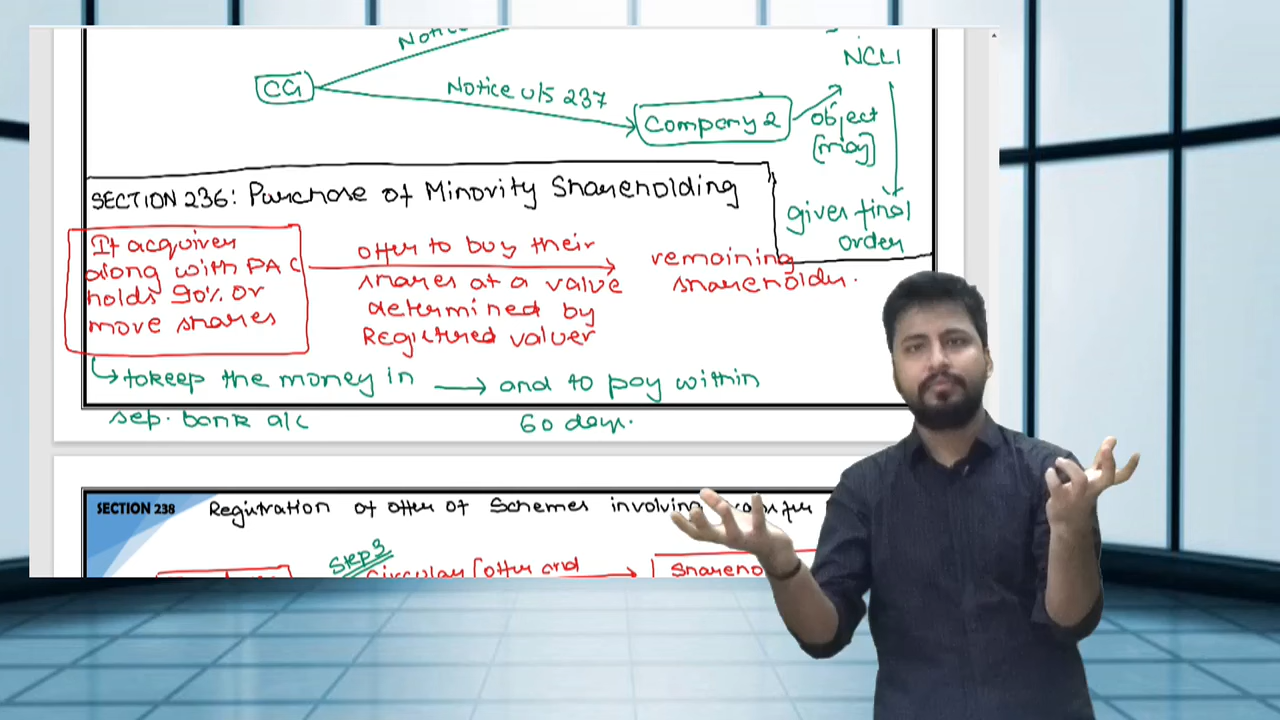 NCLT
CG
Notice u/s 237
Company 2
object
[may]
gives final
order
SECTION 236: Purchase of Minority Shareholding
If acquirer
along with PAC
holds 90% or
more shares
offer to buy their
shares at a value
determined by
Registered valuer
remaining
shareholder.
to keep the money in
sep. bank a/c
and to pay within
60 days.
SECTION 238 Registration of offer of Schemes involving
Step 3
Circular [offer and